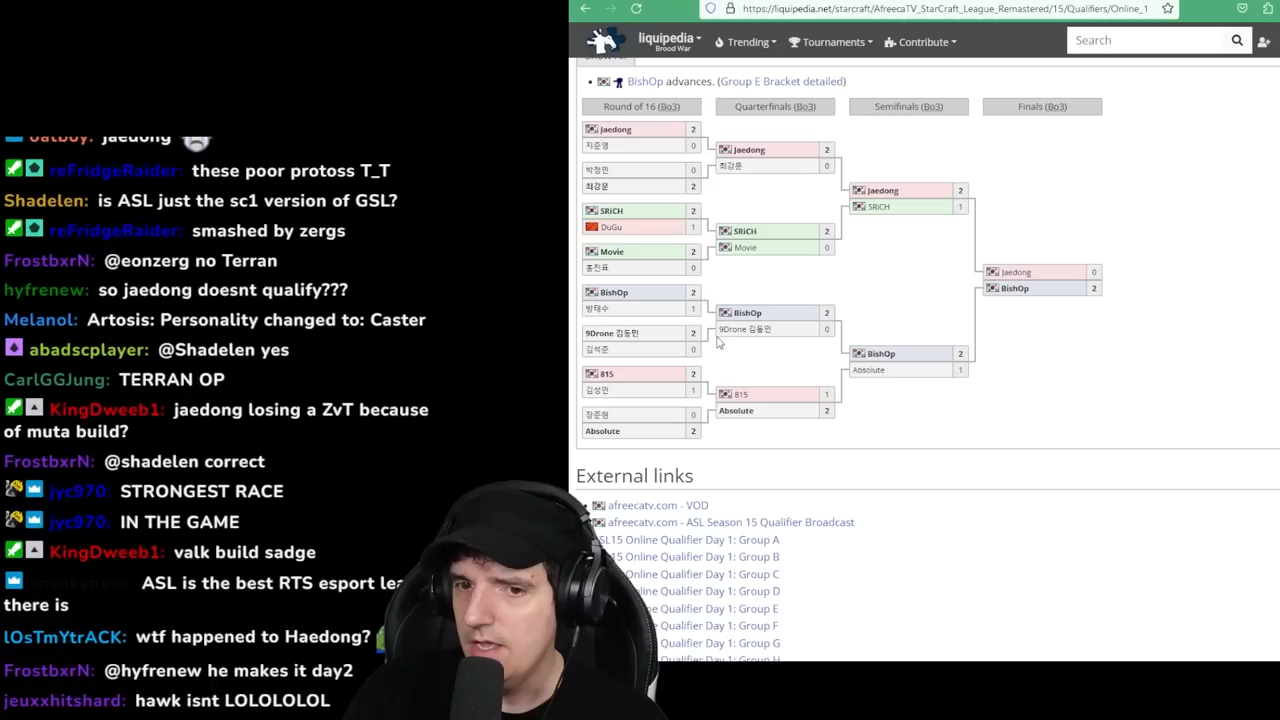 jaedong
reFridgeRaider: these poor protoss T_T
Shadelen: is ASL just the sc1 version of GSL?
reFridgeRaider: smashed by zergs
FrostbxrN: @eonzerg no Terran
hyfrenew: so jaedong doesnt qualify???
Melanol: Artosis: Personality changed to: Caster
abadscplayer: @Shadelen yes
CarlGGJung: TERRAN OP
KingDweeb1: jaedong losing a ZvT because
of muta build?
FrostbxrN: @shadelen correct
jyc970: STRONGEST RACE
jyc970: IN THE GAME
KingDweeb1: valk build sadge
ASL is the best RTS esport lea
there is
lOsTmYtrACK: wtf happened to Haedong?
FrostbxrN: @hyfrenew he makes it day2
jeuxxhitshard: hawk isnt LOLOLOLOL
https://liquipedia.net/starcraft/AfreecaTV_StarCraft_League_Remastered/15/Qualifiers/Online_1
liquipedia
Brood War
Trending
Tournaments
Contribute
Search
BishOp advances. (Group E Bracket detailed)
Round of 16 (Bo3)
Quarterfinals (Bo3)
Semifinals (Bo3)
Finals (Bo3)
Jaedong 2
지준영 0
박정민 0
최강문 2
SRiCH 2
DuGu 1
Movie 2
홍진표 0
BishOp 2
방태수 1
9Drone 김동민 2
김석준 0
815 2
김성민 1
장준현 0
Absolute 2
Jaedong 2
최강문 0
SRiCH 2
Movie 0
BishOp 2
9Drone 김동민 0
815 1
Absolute 2
Jaedong 2
SRiCH 1
BishOp 2
Absolute 1
Jaedong 0
BishOp 2
External links
afreecatv.com - VOD
afreecatv.com - ASL Season 15 Qualifier Broadcast
SL15 Online Qualifier Day 1: Group A
15 Online Qualifier Day 1: Group B
Online Qualifier Day 1: Group C
Online Qualifier Day 1: Group D
Online Qualifier Day 1: Group E
Online Qualifier Day 1: Group F
Online Qualifier Day 1: Group G
Online Qualifier Day 1: Group H